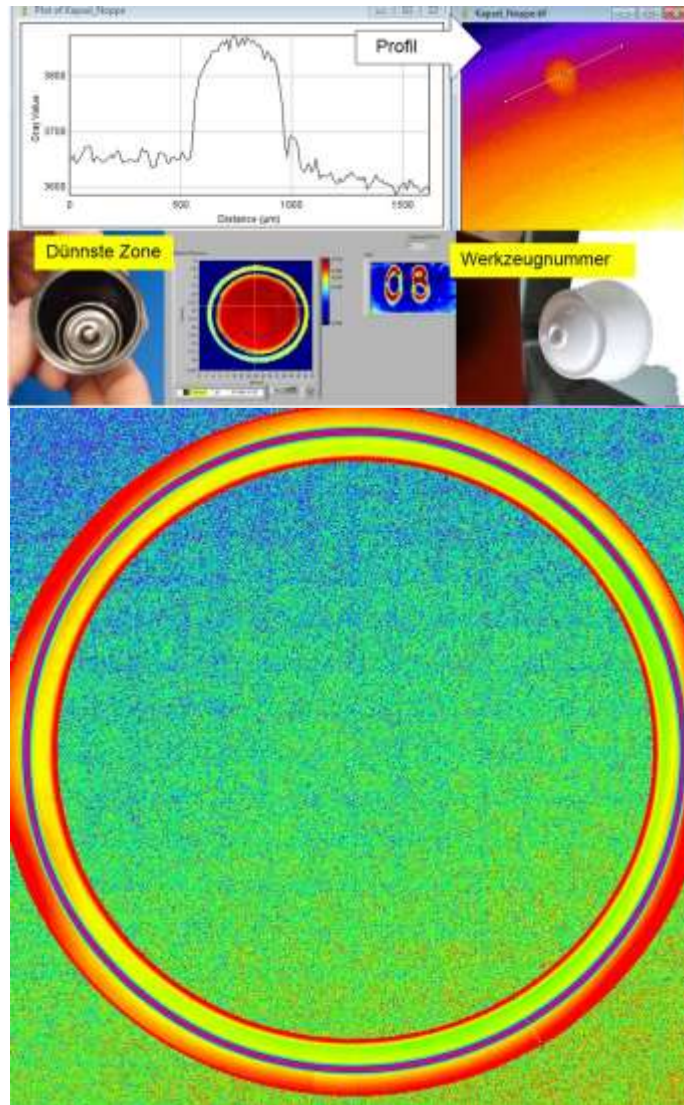 Plot of Kapsel_Noppe
Profil
Kapsel_Noppe.tif
Gray Value
3800
3700
3600
0
500
1000
1500
Distance (µm)
Dünnste Zone
Werkzeugnummer
08